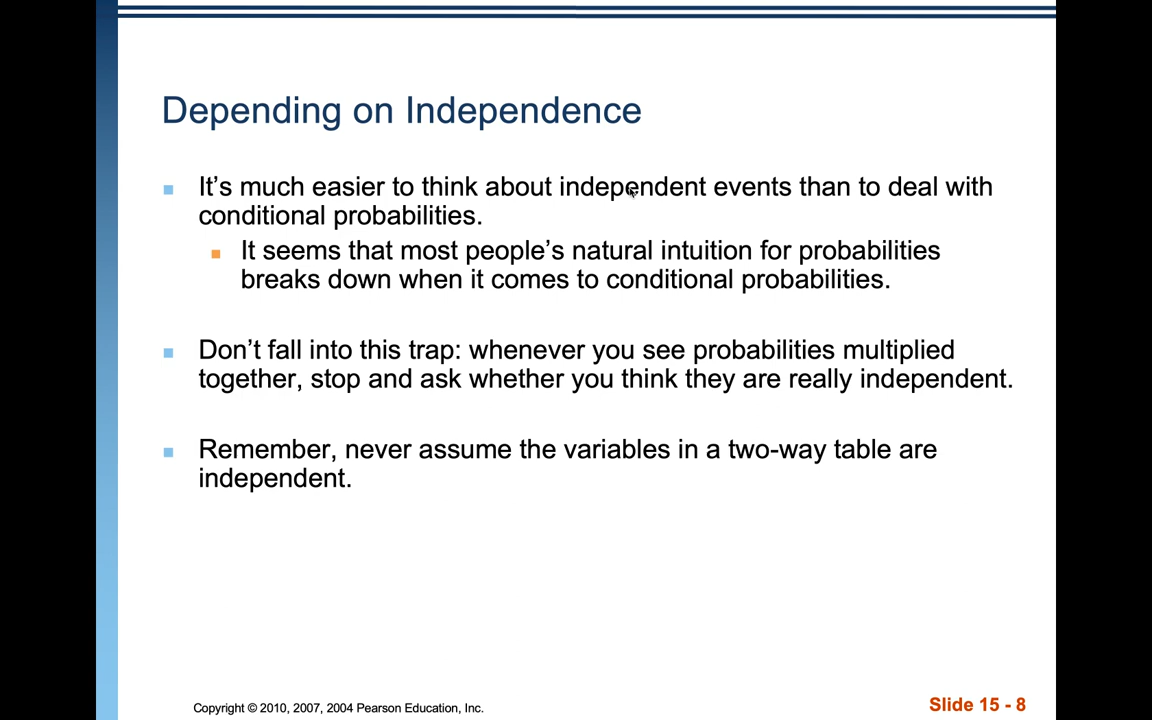 Depending on Independence
It’s much easier to think about independent events than to deal with
conditional probabilities.
It seems that most people’s natural intuition for probabilities
breaks down when it comes to conditional probabilities.
Don’t fall into this trap: whenever you see probabilities multiplied
together, stop and ask whether you think they are really independent.
Remember, never assume the variables in a two-way table are
independent.
Copyright © 2010, 2007, 2004 Pearson Education, Inc.
Slide 15 - 8